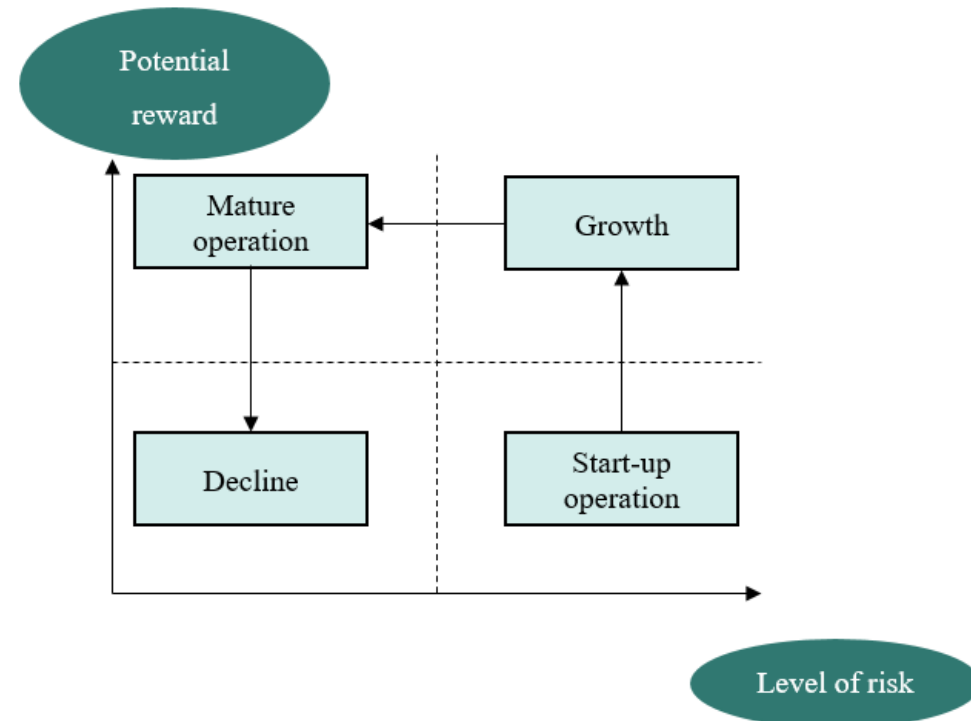 Potential
reward
Mature
operation
Growth
Decline
Start-up
operation
Level of risk